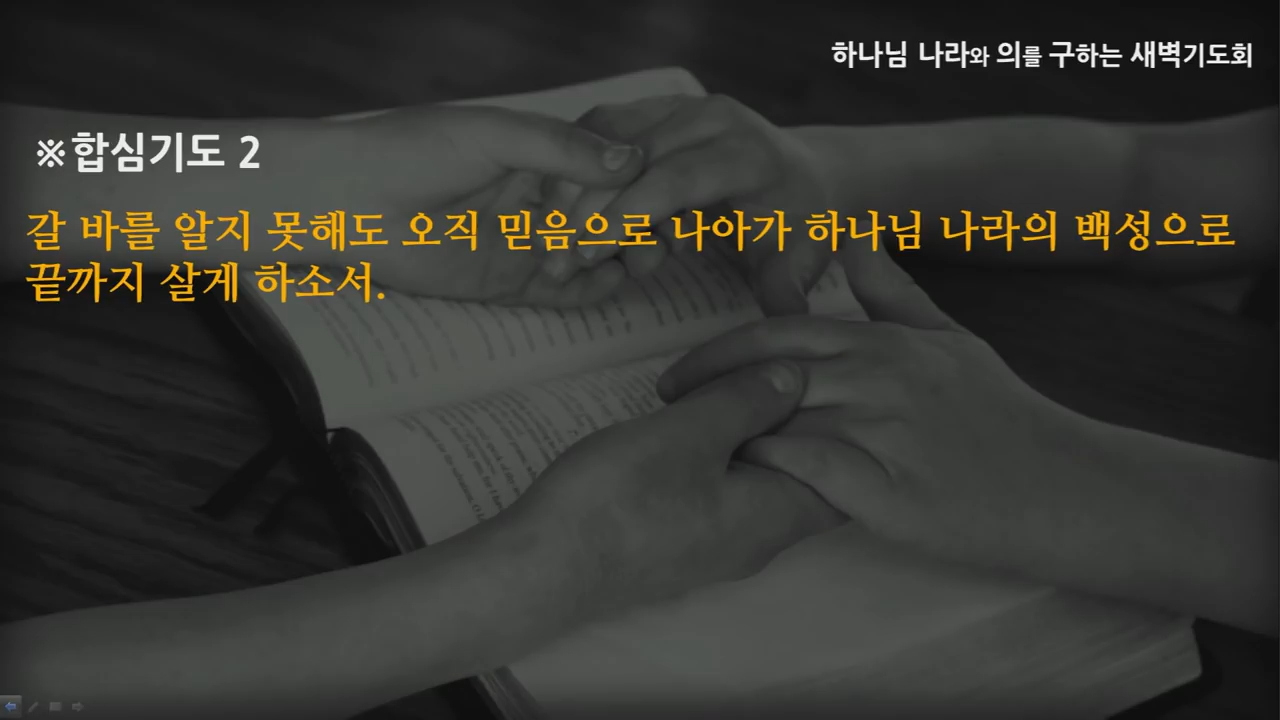 하나님 나라와 의를 구하는 새벽기도회
※합심기도 2
갈 바를 알지 못해도 오직 믿음으로 나아가 하나님 나라의 백성으로
끝까지 살게 하소서.